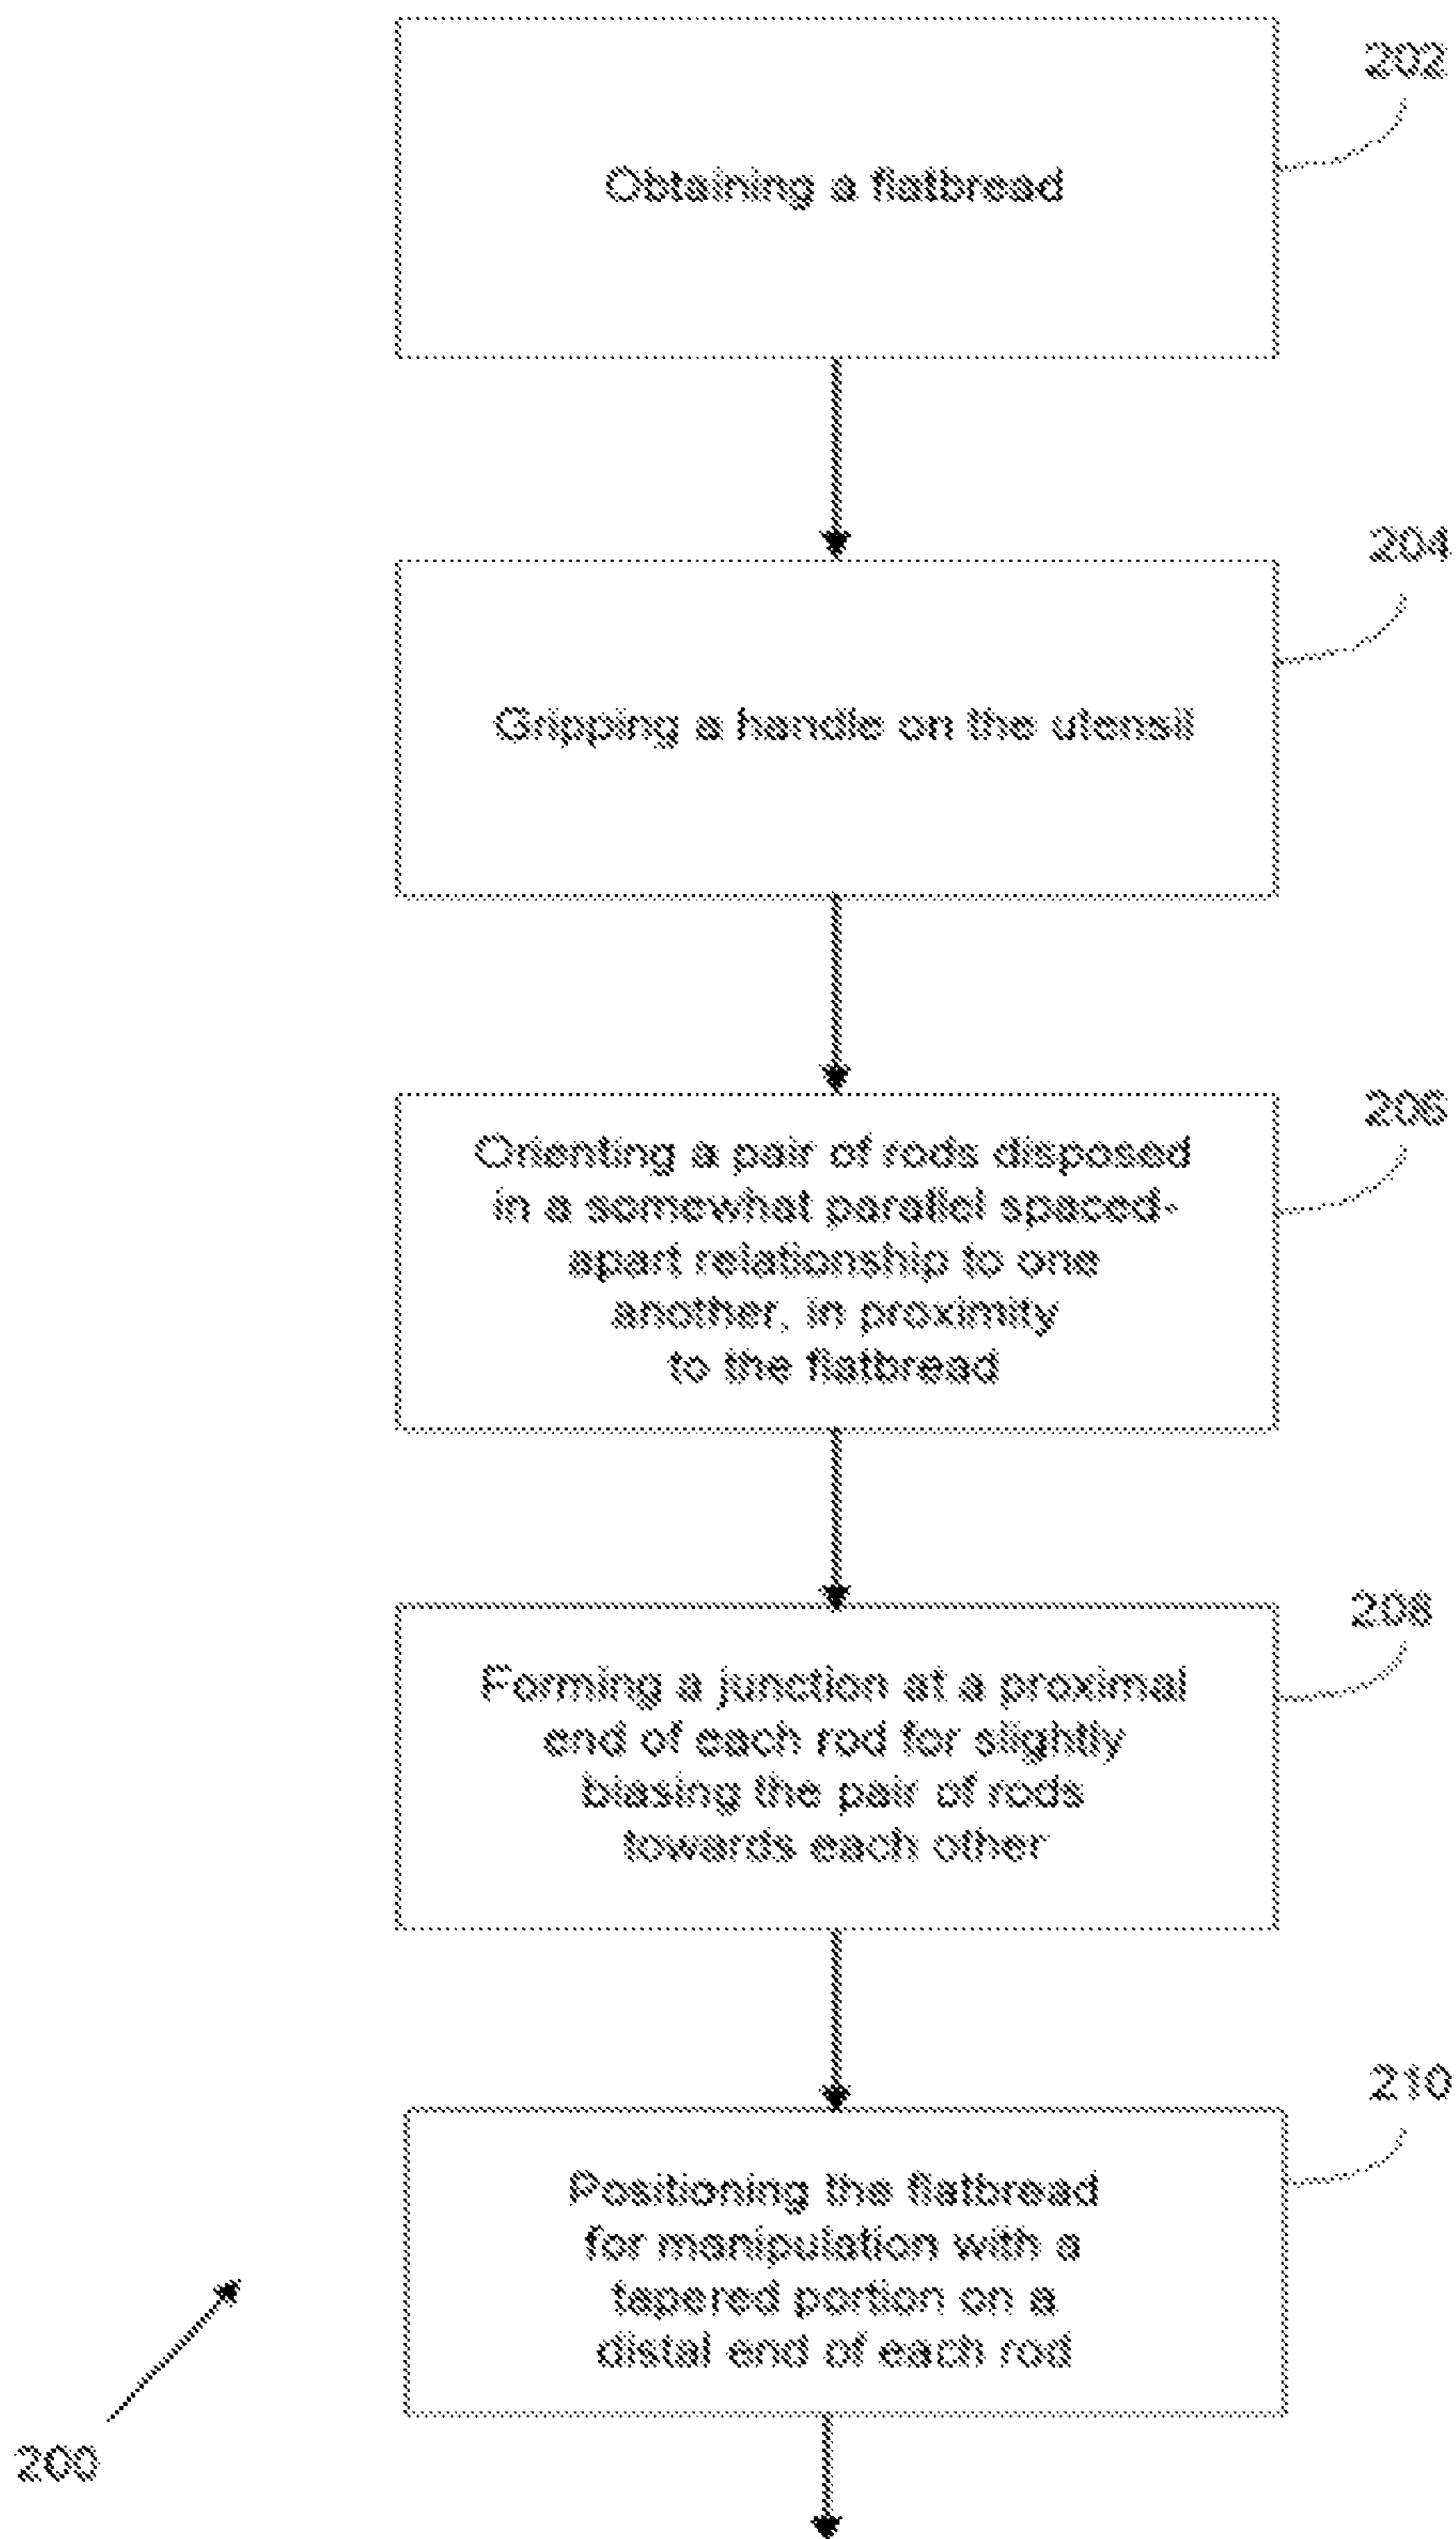 202
Obtaining a flatbread
204
Gripping a handle on the utensil
206
Orienting a pair of rods disposed
in a somewhat parallel spaced-
apart relationship to one
another, in proximity
to the flatbread
208
Forming a junction at a proximal
end of each rod for slightly
biasing the pair of rods
towards each other
210
Positioning the flatbread
for manipulation with a
tapered portion on a
distal end of each rod
200